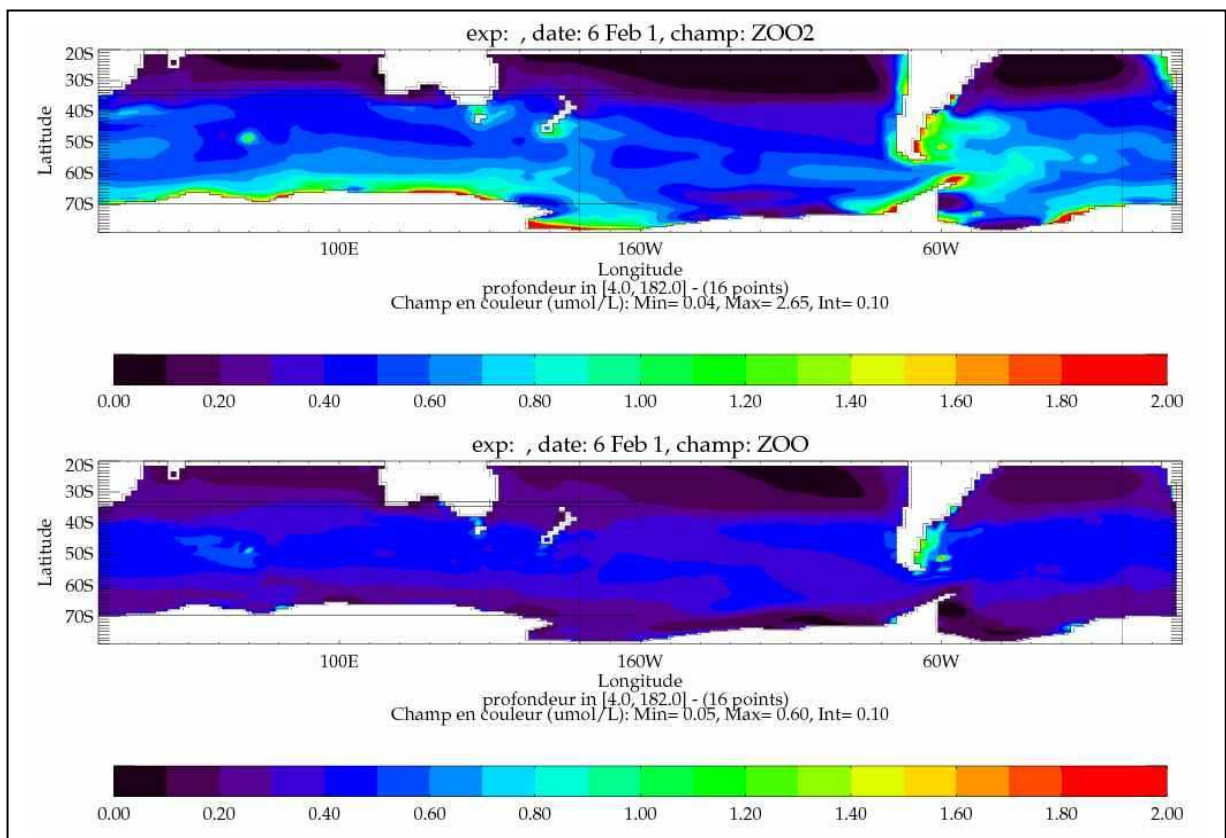 exp: , date: 6 Feb 1, champ: ZOO2
20S
30S
40S
50S
60S
70S
Latitude
100E 160W 60W
Longitude
profondeur in [4.0, 182.0] - (16 points)
Champ en couleur (umol/L): Min= 0.04, Max= 2.65, Int= 0.10
0.00 0.20 0.40 0.60 0.80 1.00 1.20 1.40 1.60 1.80 2.00
exp: , date: 6 Feb 1, champ: ZOO
20S
30S
40S
50S
60S
70S
Latitude
100E 160W 60W
Longitude
profondeur in [4.0, 182.0] - (16 points)
Champ en couleur (umol/L): Min= 0.05, Max= 0.60, Int= 0.10
0.00 0.20 0.40 0.60 0.80 1.00 1.20 1.40 1.60 1.80 2.00